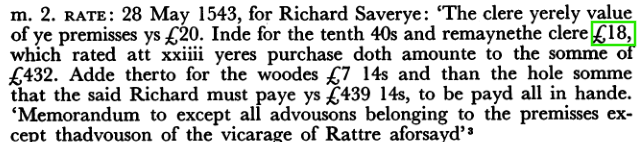 m. 2. RATE: 28 May 1543, for Richard Saverye: ‘The clere yerely value
of ye premisses ys £20. Inde for the tenth 40s and remaynethe clere £18,
which rated att xxiiii yeres purchase doth amounte to the somme of
£432. Adde therto for the woodes £7 14s and than the hole somme
that the said Richard must paye ys £439 14s, to be payd all in hande.
‘Memorandum to except all advousons belonging to the premisses ex-
cept thadvouson of the vicarage of Rattre aforsayd’³